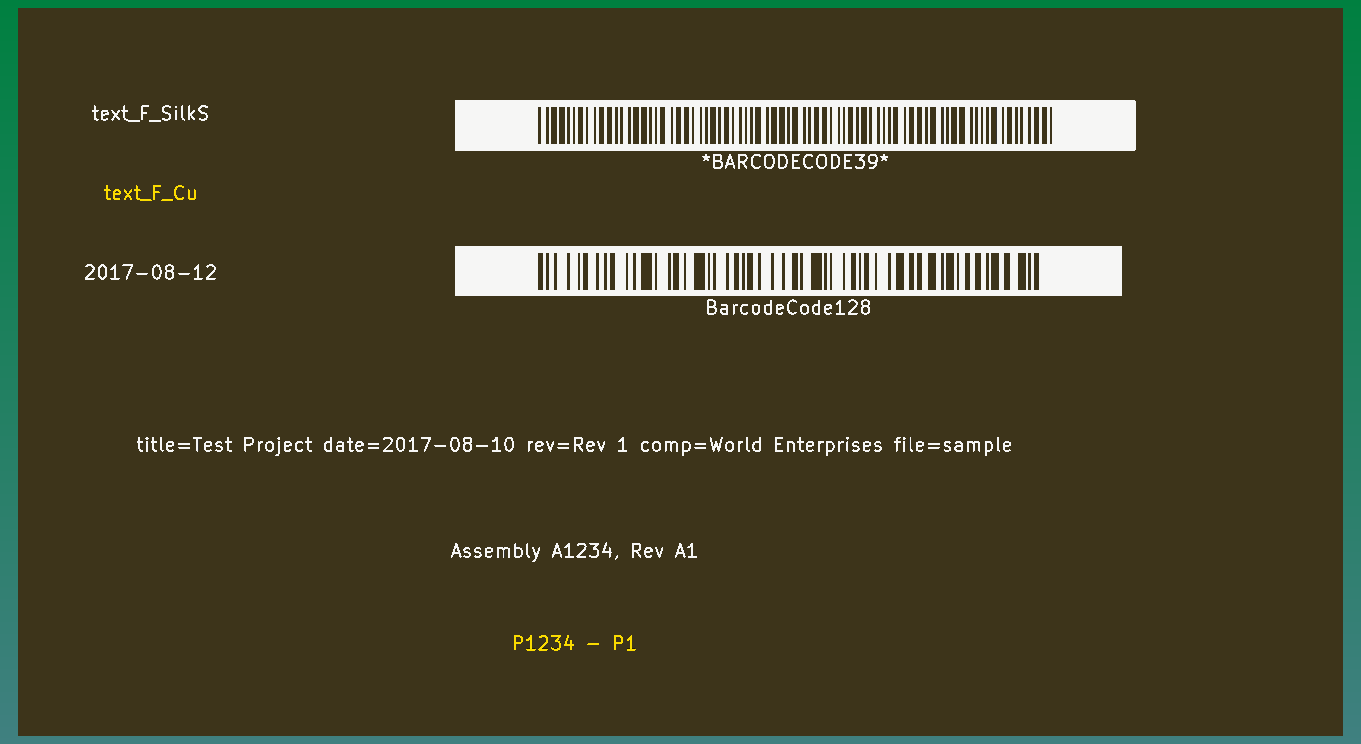 text_F_SilkS
*BARCODECODE39*
text_F_Cu
2017-08-12
BarcodeCode128
title=Test Project date=2017-08-10 rev=Rev 1 comp=World Enterprises file=sample
Assembly A1234, Rev A1
P1234 - P1